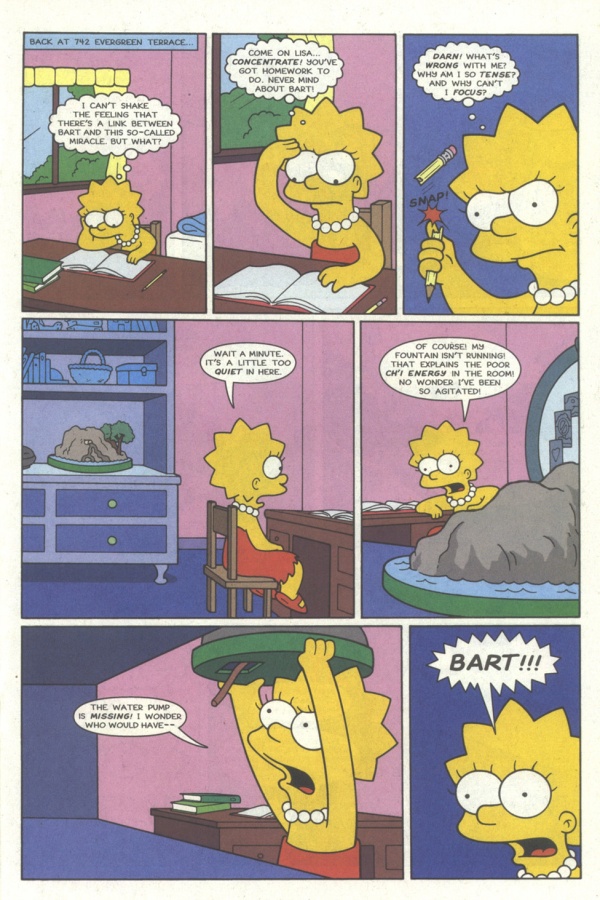 BACK AT 742 EVERGREEN TERRACE...
I CAN'T SHAKE
THE FEELING THAT
THERE'S A LINK BETWEEN
BART AND THIS SO-CALLED
MIRACLE. BUT WHAT?
COME ON LISA...
CONCENTRATE! YOU'VE
GOT HOMEWORK TO
DO. NEVER MIND
ABOUT BART!
DARN! WHAT'S
WRONG WITH ME?
WHY AM I SO TENSE?
AND WHY CAN'T
I FOCUS?
SNAP!
WAIT A MINUTE.
IT'S A LITTLE TOO
QUIET IN HERE.
OF COURSE! MY
FOUNTAIN ISN'T RUNNING!
THAT EXPLAINS THE POOR
CH'I ENERGY IN THE ROOM!
NO WONDER I'VE BEEN
SO AGITATED!
THE WATER PUMP
IS MISSING! I WONDER
WHO WOULD HAVE--
BART!!!